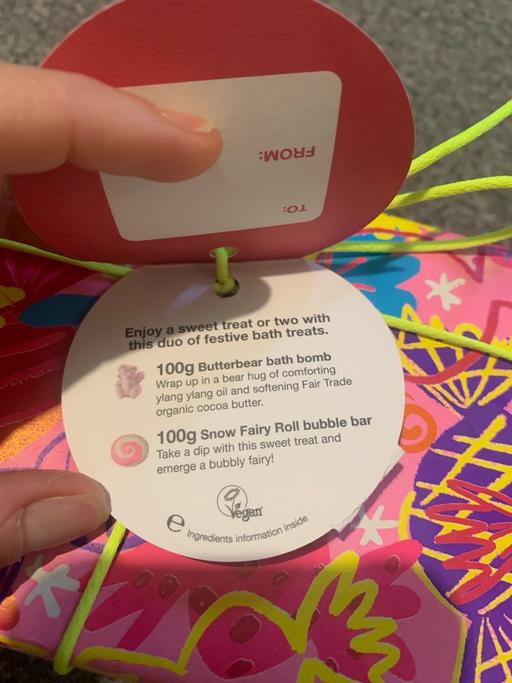 FROM:
TO:
Enjoy a sweet treat or two with
this duo of festive bath treats.
100g Butterbear bath bomb
Wrap up in a bear hug of comforting
ylang ylang oil and softening Fair Trade
organic cocoa butter.
100g Snow Fairy Roll bubble bar
Take a dip with this sweet treat and
emerge a bubbly fairy!
Vegan
e Ingredients information inside